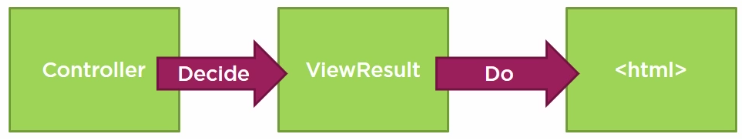 Controller
Decide
ViewResult
Do
<html>